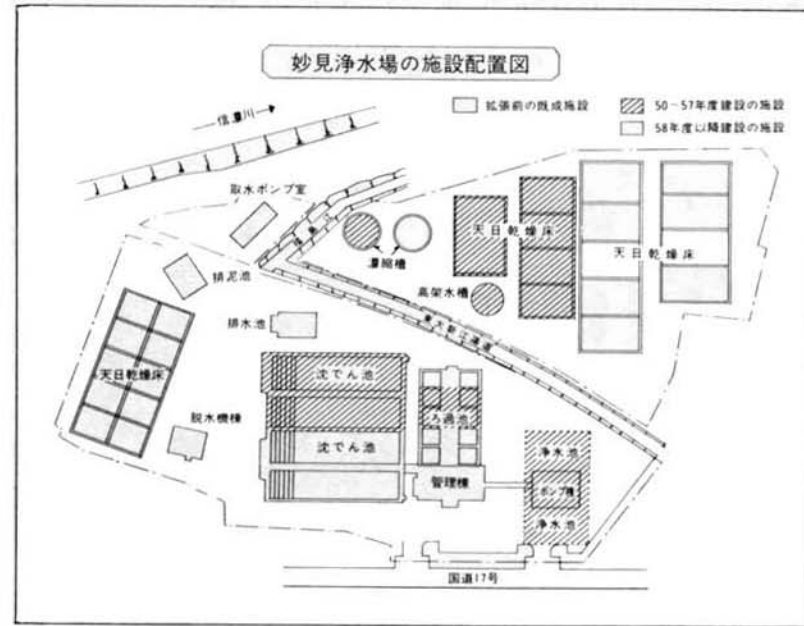 妙見浄水場の施設配置図
拡張前の既成施設
50~57年度建設の施設
58年度以降建設の施設
信濃川
取水ポンプ室
濃縮槽
天日乾燥床
天日乾燥床
高架水槽
排泥池
排水池
天日乾燥床
脱水機棟
沈でん池
沈でん池
ろ過池
管理棟
浄水池
ポンプ棟
浄水池
国道17号